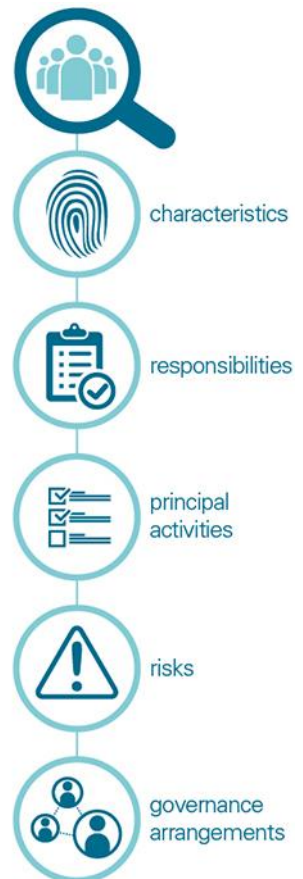 characteristics
responsibilities
principal
activities
risks
governance
arrangements